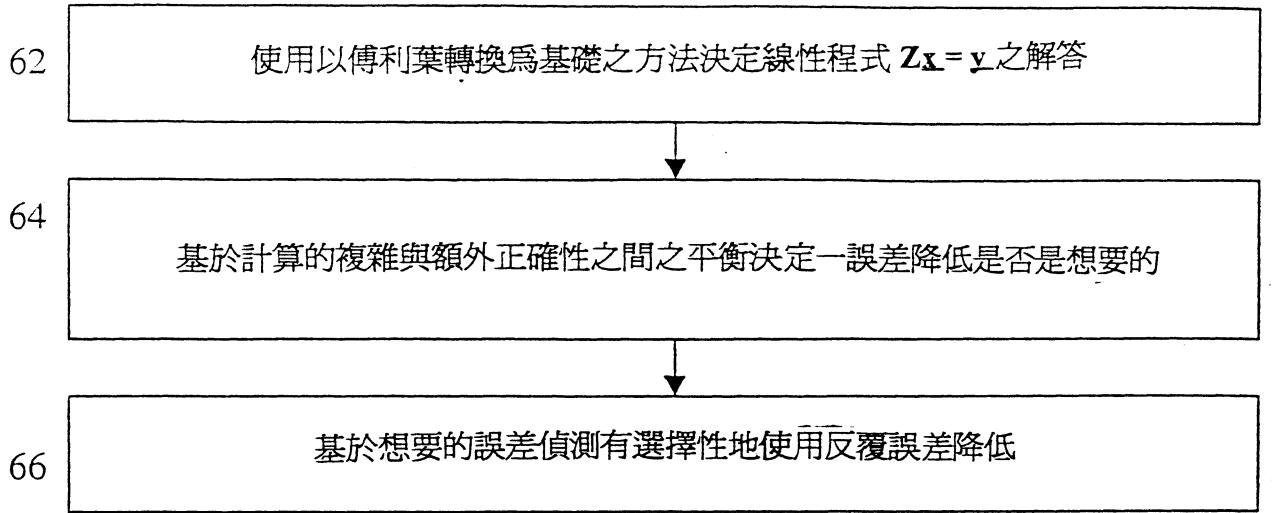 62
使用以傅利葉轉換爲基礎之方法決定線性程式 Zx = y 之解答
64
基於計算的複雜與額外正確性之間之平衡決定一誤差降低是否是想要的
66
基於想要的誤差偵測有選擇性地使用反覆誤差降低